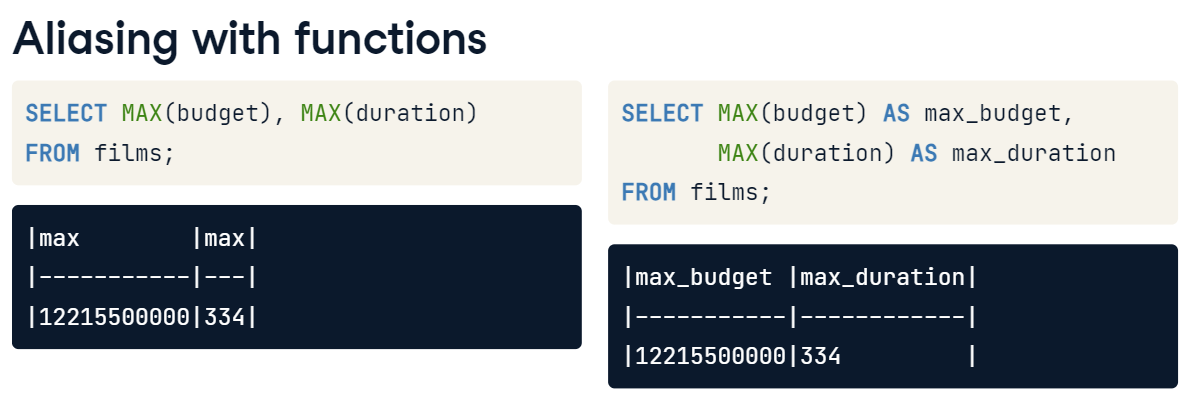 Aliasing with functions
SELECT MAX(budget), MAX(duration)
FROM films;
|max        |max|
|-----------|---|
|12215500000|334|
SELECT MAX(budget) AS max_budget,
       MAX(duration) AS max_duration
FROM films;
|max_budget |max_duration|
|-----------|------------|
|12215500000|334         |